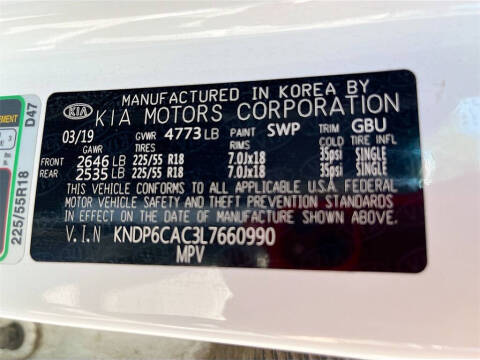 MANUFACTURED IN KOREA BY
KIA KIA MOTORS CORPORATION
03/19 GVWR 4773 LB PAINT SWP TRIM GBU
GAWR TIRES RIMS COLD TIRE INFL
FRONT 2646 LB 225/55 R18 7.0Jx18 35psi SINGLE
REAR 2535 LB 225/55 R18 7.0Jx18 35psi SINGLE
THIS VEHICLE CONFORMS TO ALL APPLICABLE U.S.A. FEDERAL
MOTOR VEHICLE SAFETY AND THEFT PREVENTION STANDARDS
IN EFFECT ON THE DATE OF MANUFACTURE SHOWN ABOVE.
V.I.N KNDP6CAC3L7660990
MPV
D47
225/55R18